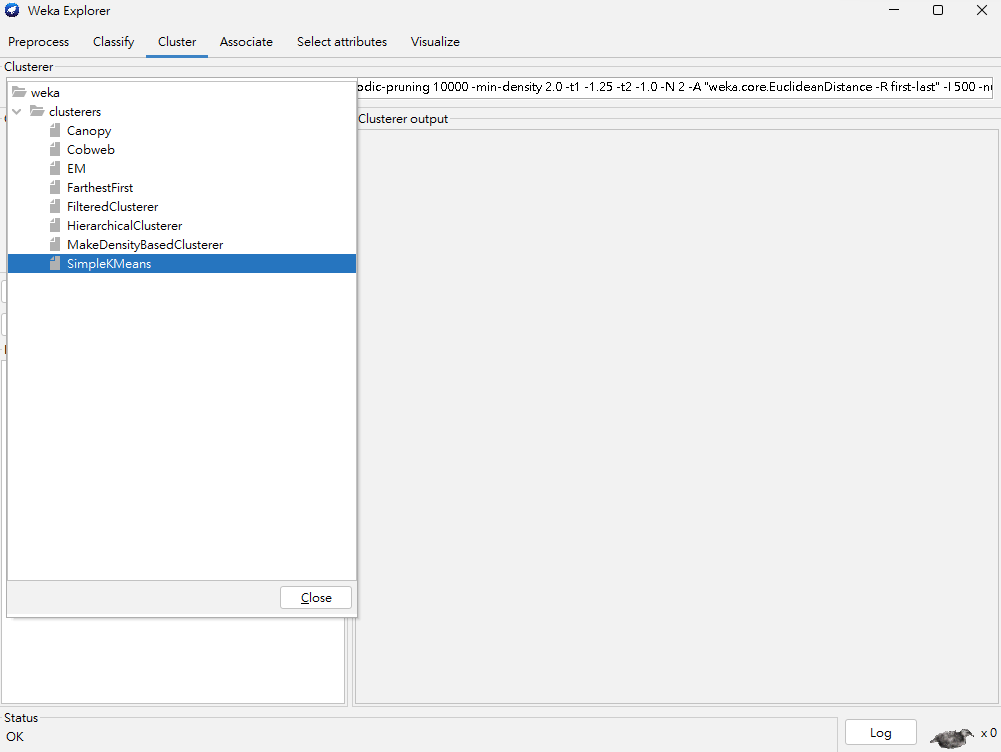 Weka Explorer
Preprocess Classify Cluster Associate Select attributes Visualize
Clusterer
odic-pruning 10000 -min-density 2.0 -t1 -1.25 -t2 -1.0 -N 2 -A "weka.core.EuclideanDistance -R first-last" -I 500 -nu
weka
clusterers
Canopy
Cobweb
EM
FarthestFirst
FilteredClusterer
HierarchicalClusterer
MakeDensityBasedClusterer
SimpleKMeans
Close
Clusterer output
Status
OK
Log
x 0